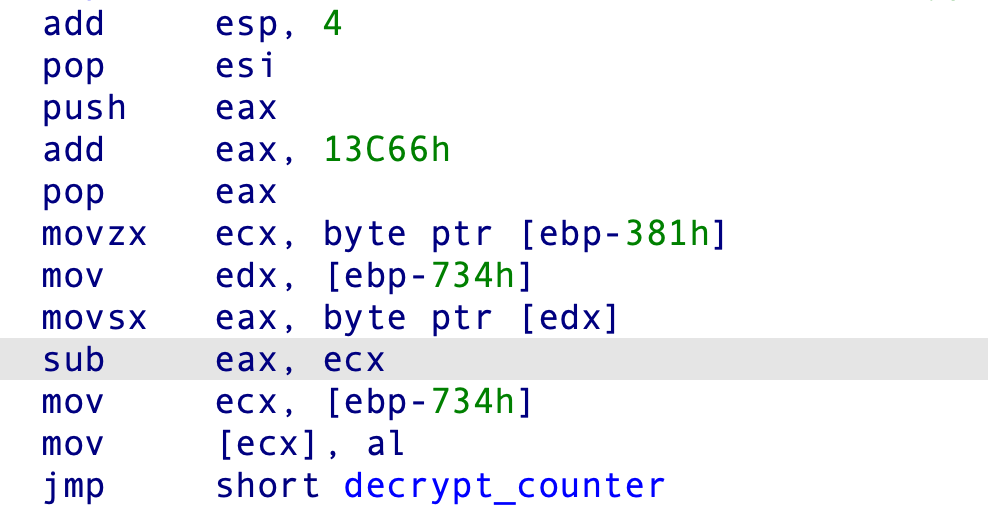 add esp, 4
pop esi
push eax
add eax, 13C66h
pop eax
movzx ecx, byte ptr [ebp-381h]
mov edx, [ebp-734h]
movsx eax, byte ptr [edx]
sub eax, ecx
mov ecx, [ebp-734h]
mov [ecx], al
jmp short decrypt_counter